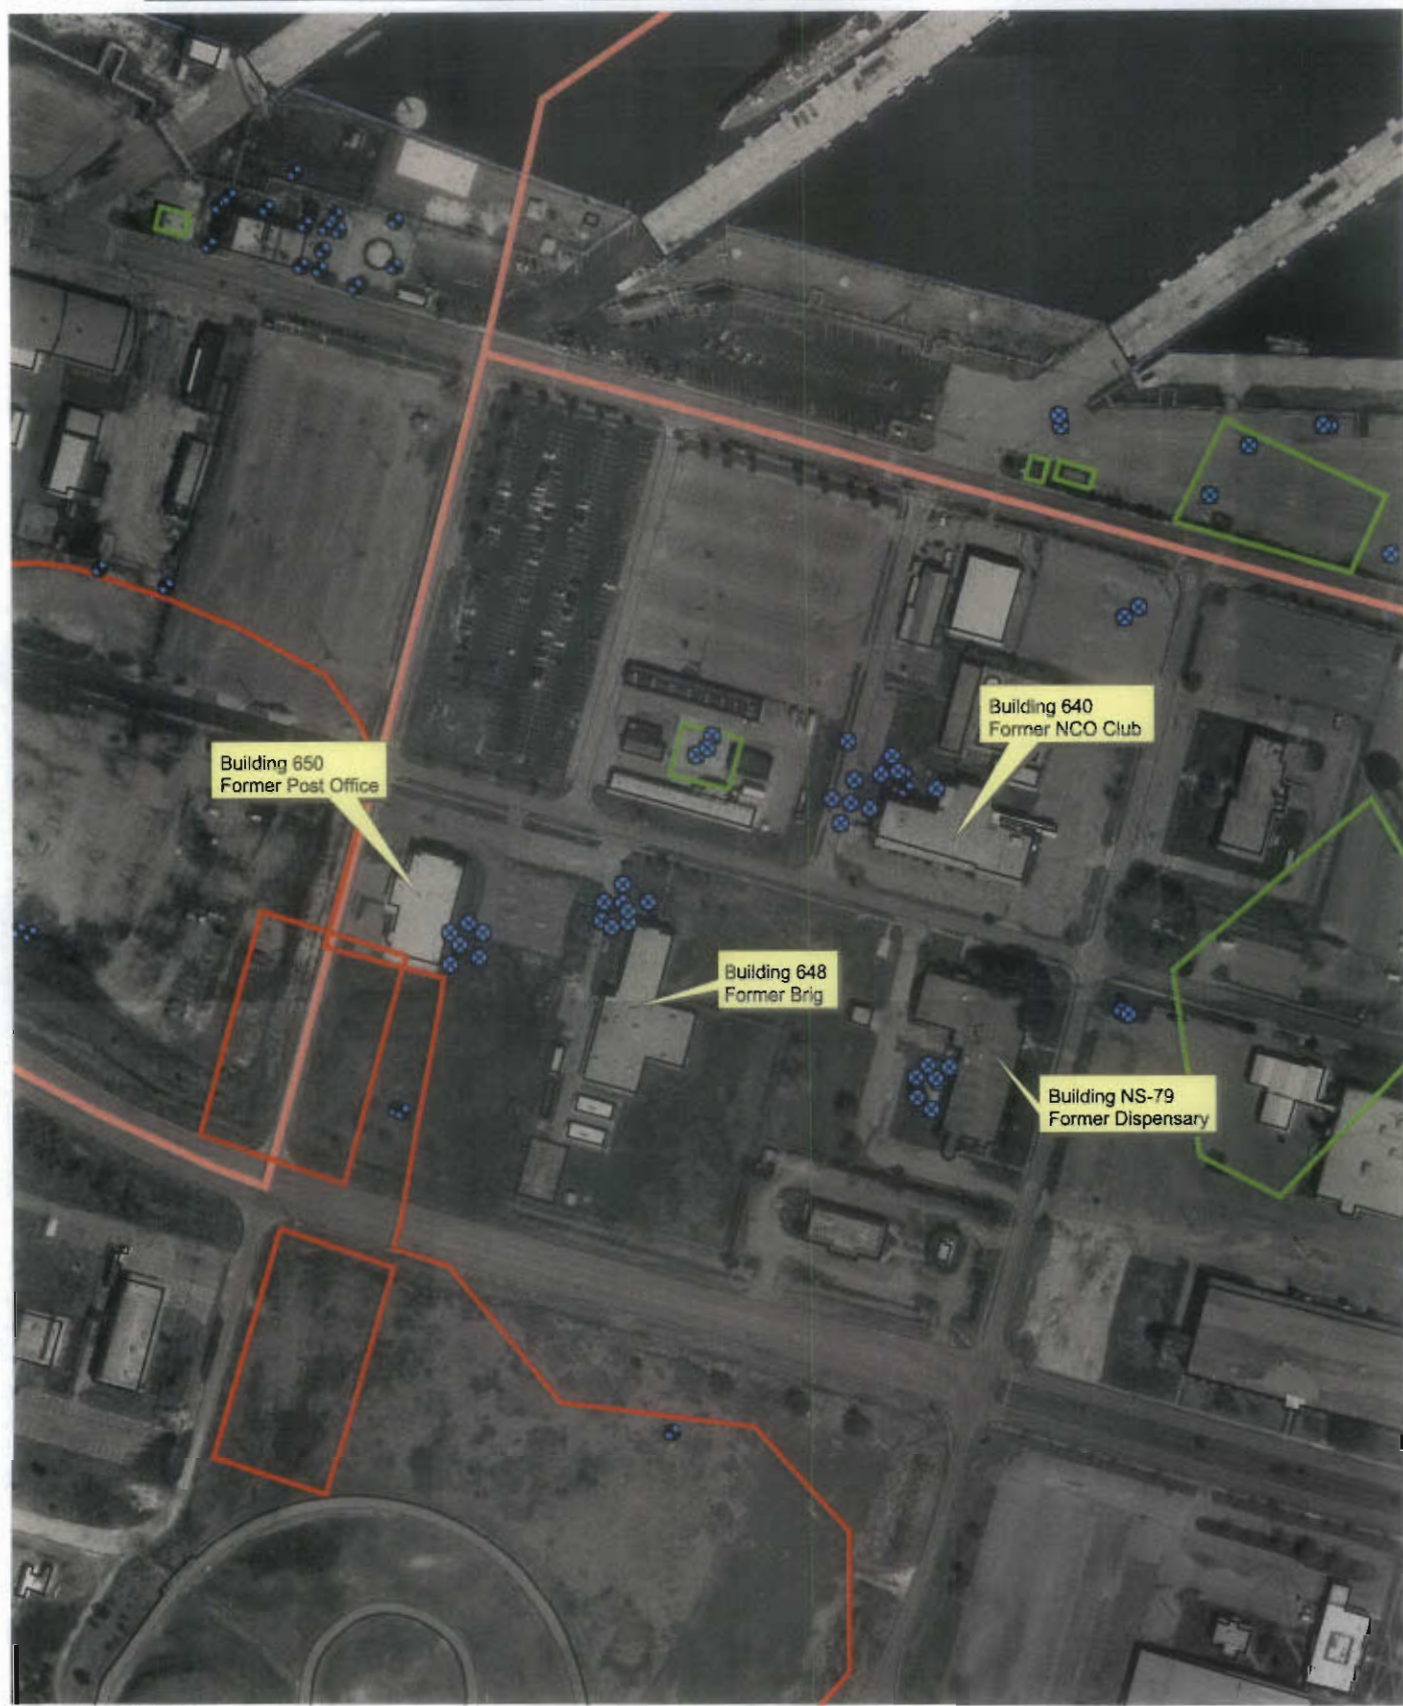 Building 640
Former NCO Club
Building 650
Former Post Office
Building 648
Former Brig
Building NS-79
Former Dispensary